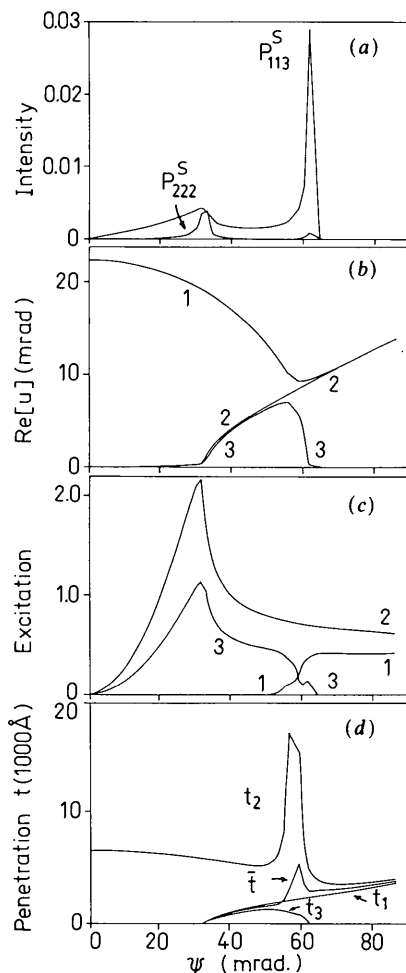 (a)
0.03
0.02
0.01
0
Intensity
P^S_113
P^S_222
(b)
20
10
0
Re[u] (mrad)
1
2
2
3
3
(c)
2.0
1.0
0
Excitation
2
3
1
1
3
(d)
20
10
0
Penetration t(1000Å)
t₂
t̄
t₃
t₁
0 20 40 60 80
ψ (mrad.)